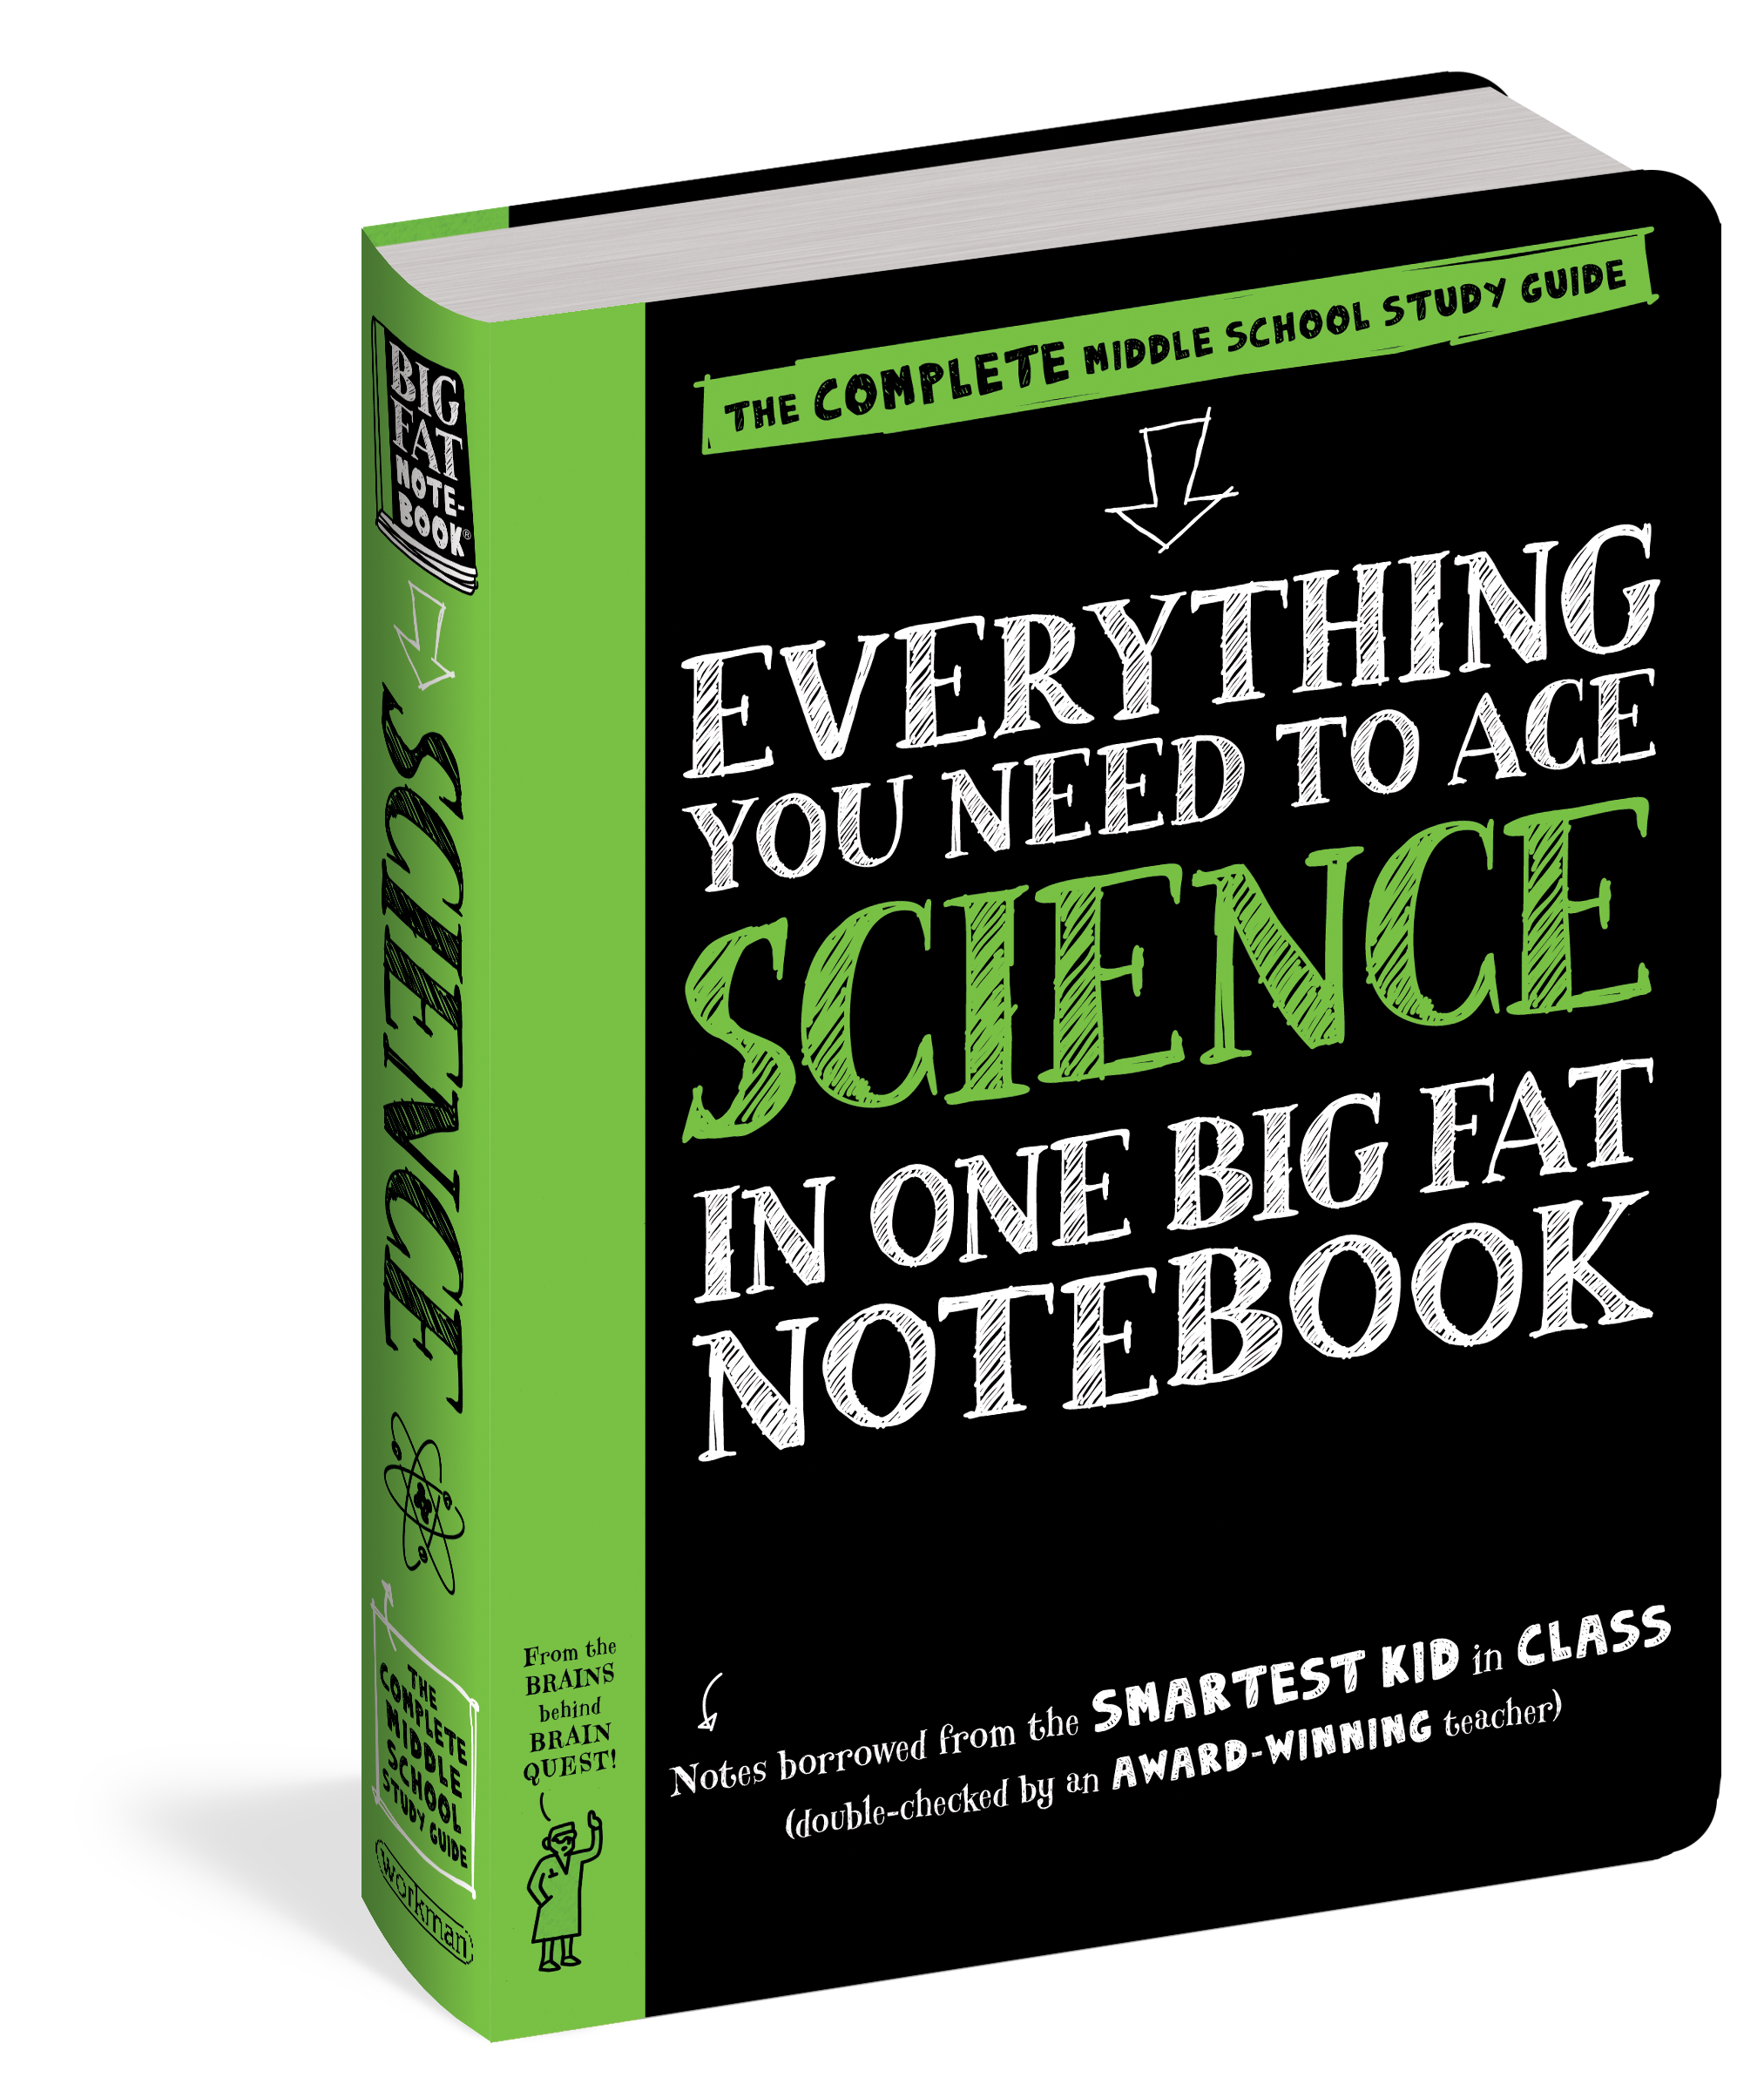 THE COMPLETE MIDDLE SCHOOL STUDY GUIDE
EVERYTHING
YOU NEED TO ACE
SCIENCE
IN ONE BIG FAT
NOTEBOOK
Notes borrowed from the SMARTEST KID in CLASS
(double-checked by an AWARD-WINNING teacher)
From the
BRAINS
behind
BRAIN
QUEST!
BIG
FAT
NOTE-
BOOK®
SCIENCE
THE
COMPLETE
MIDDLE
SCHOOL
STUDY GUIDE
workman